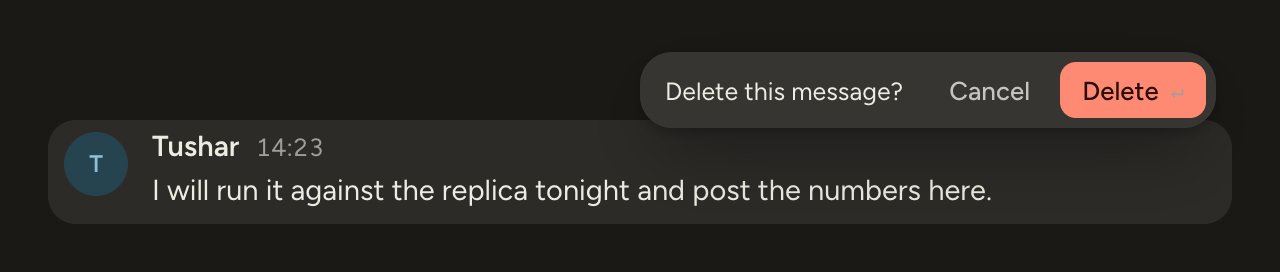 Delete this message? Cancel Delete ↵
T
Tushar 14:23
I will run it against the replica tonight and post the numbers here.